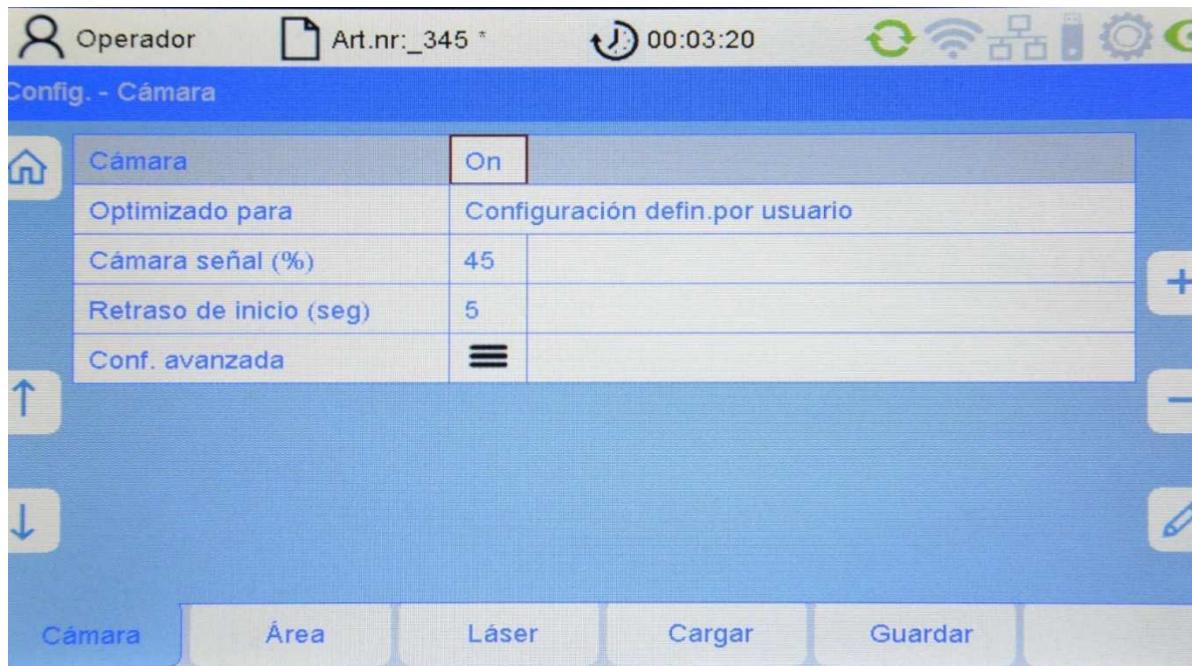 Operador Art.nr:_345 * 00:03:20
Config. - Cámara
Cámara On
Optimizado para Configuración defin.por usuario
Cámara señal (%) 45
Retraso de inicio (seg) 5
Conf. avanzada
Cámara Área Láser Cargar Guardar